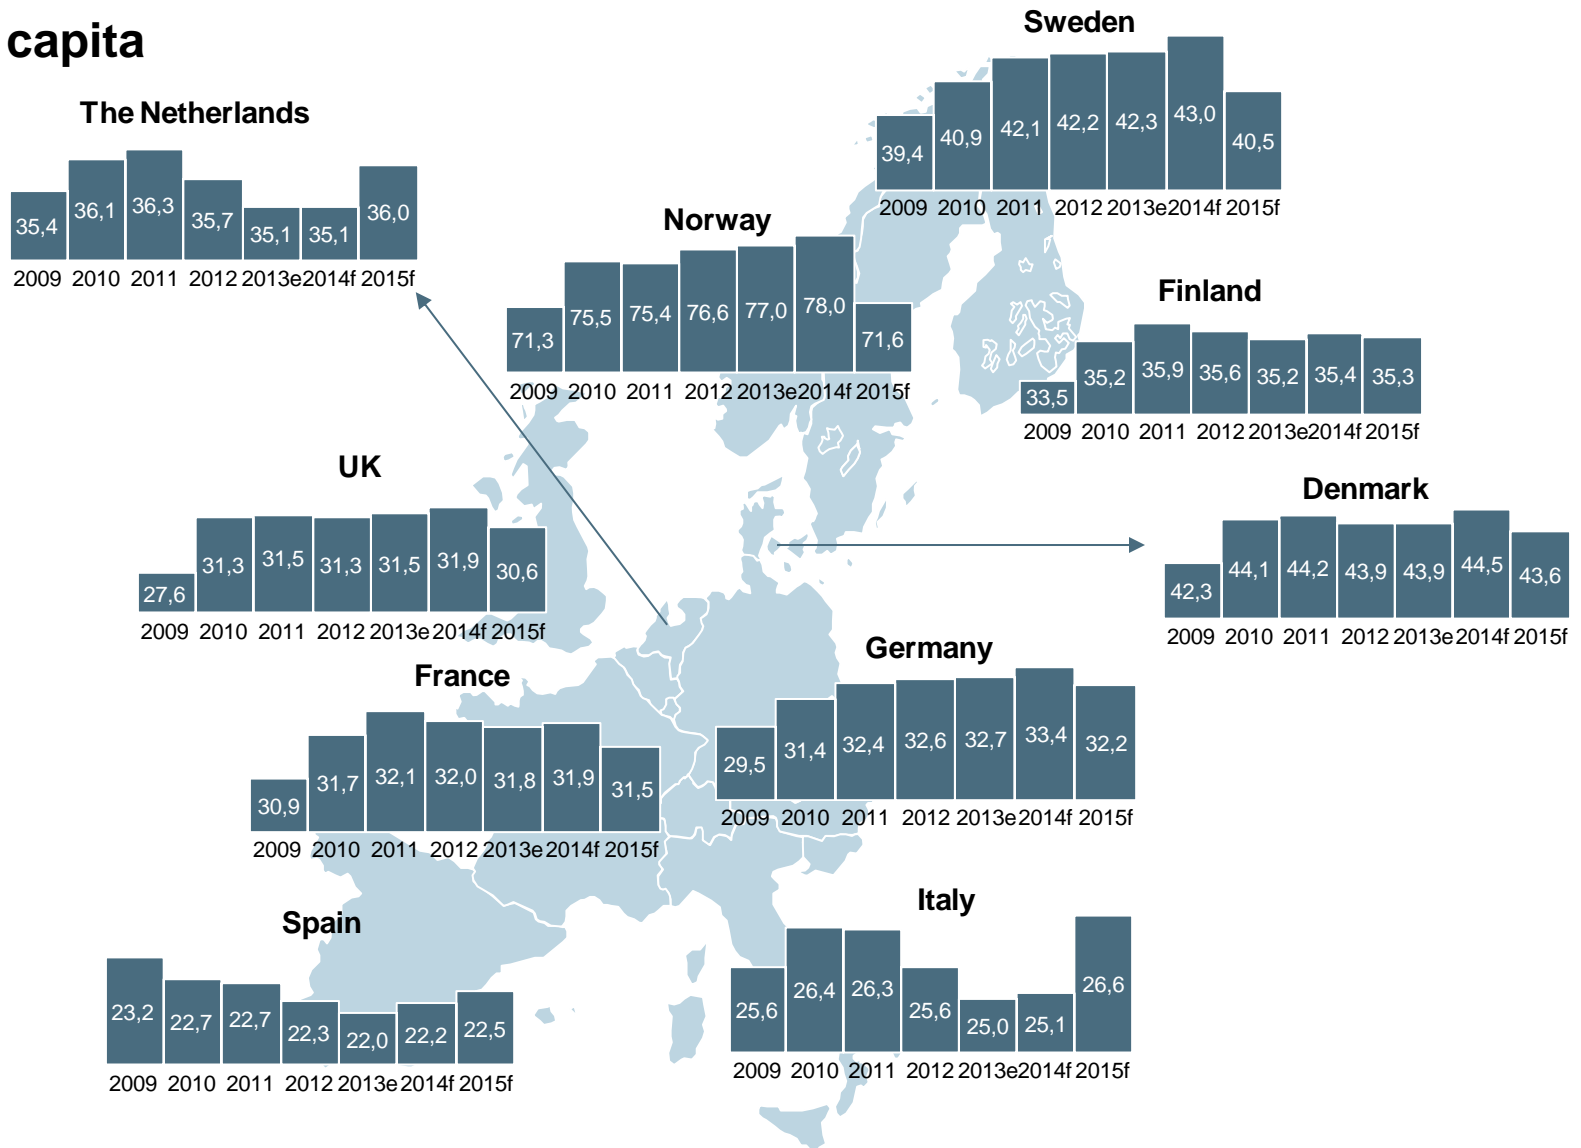 capita
Sweden
39,4 40,9 42,1 42,2 42,3 43,0 40,5
2009 2010 2011 2012 2013e 2014f 2015f
The Netherlands
35,4 36,1 36,3 35,7 35,1 35,1 36,0
2009 2010 2011 2012 2013e 2014f 2015f
Norway
71,3 75,5 75,4 76,6 77,0 78,0 71,6
2009 2010 2011 2012 2013e 2014f 2015f
Finland
33,5 35,2 35,9 35,6 35,2 35,4 35,3
2009 2010 2011 2012 2013e 2014f 2015f
UK
27,6 31,3 31,5 31,3 31,5 31,9 30,6
2009 2010 2011 2012 2013e 2014f 2015f
Denmark
42,3 44,1 44,2 43,9 43,9 44,5 43,6
2009 2010 2011 2012 2013e 2014f 2015f
France
30,9 31,7 32,1 32,0 31,8 31,9 31,5
2009 2010 2011 2012 2013e 2014f 2015f
Germany
29,5 31,4 32,4 32,6 32,7 33,4 32,2
2009 2010 2011 2012 2013e 2014f 2015f
Spain
23,2 22,7 22,7 22,3 22,0 22,2 22,5
2009 2010 2011 2012 2013e 2014f 2015f
Italy
25,6 26,4 26,3 25,6 25,0 25,1 26,6
2009 2010 2011 2012 2013e 2014f 2015f